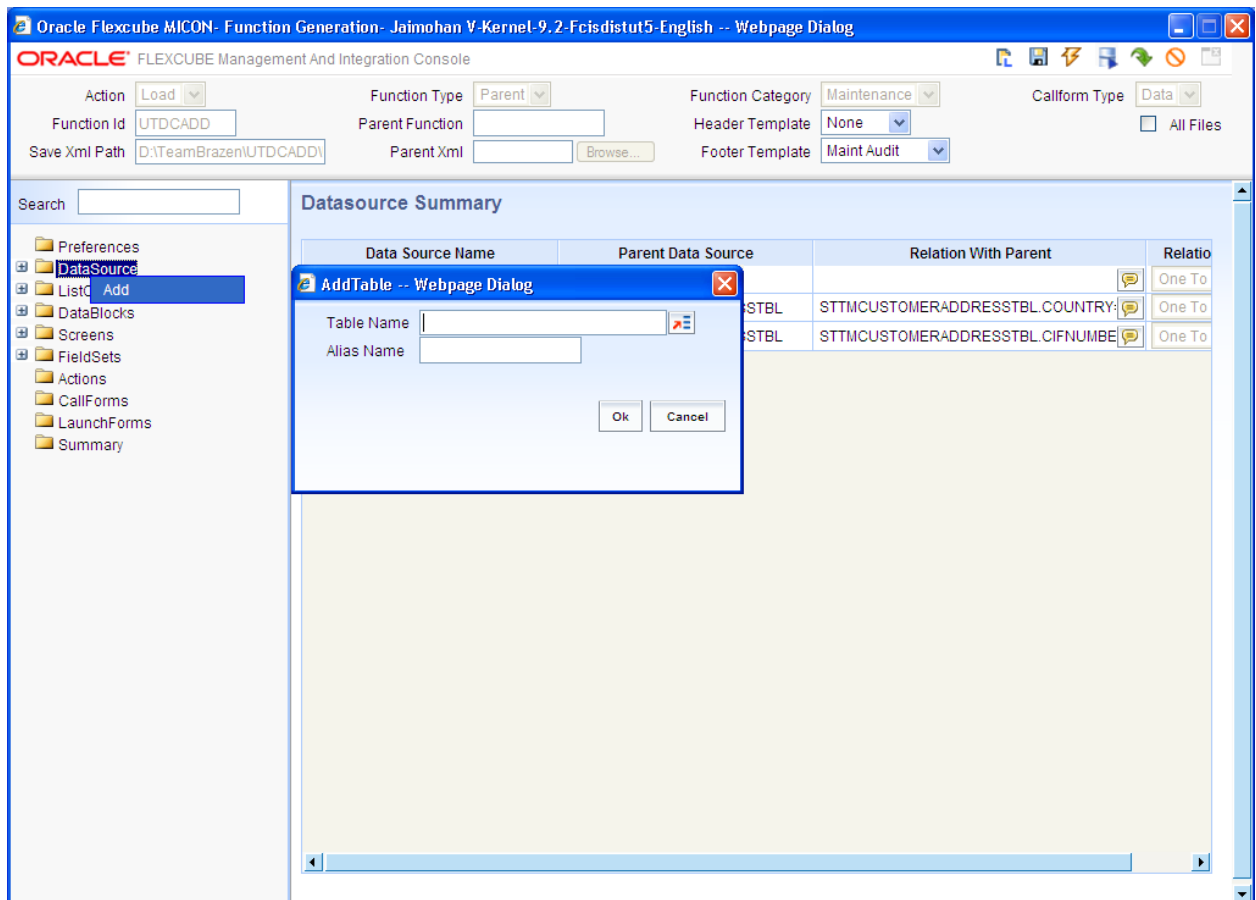 Oracle Flexcube MICON- Function Generation- Jaimohan V-Kernel-9.2-Fcisdistut5-English -- Webpage Dialog
ORACLE FLEXCUBE Management And Integration Console
Action Load Function Type Parent Function Category Maintenance Callform Type Data
Function Id UTDCADD Parent Function Header Template None All Files
Save Xml Path D:\TeamBrazen\UTDCADD\ Parent Xml Browse... Footer Template Maint Audit
Search
Datasource Summary
Preferences
DataSource
Add
DataBlocks
Screens
FieldSets
Actions
CallForms
LaunchForms
Summary
Data Source Name Parent Data Source Relation With Parent Relatio
One To
STBL STTMCUSTOMERADDRESSTBL.COUNTRY One To
STBL STTMCUSTOMERADDRESSTBL.CIFNUMBE One To
AddTable -- Webpage Dialog
Table Name
Alias Name
Ok Cancel